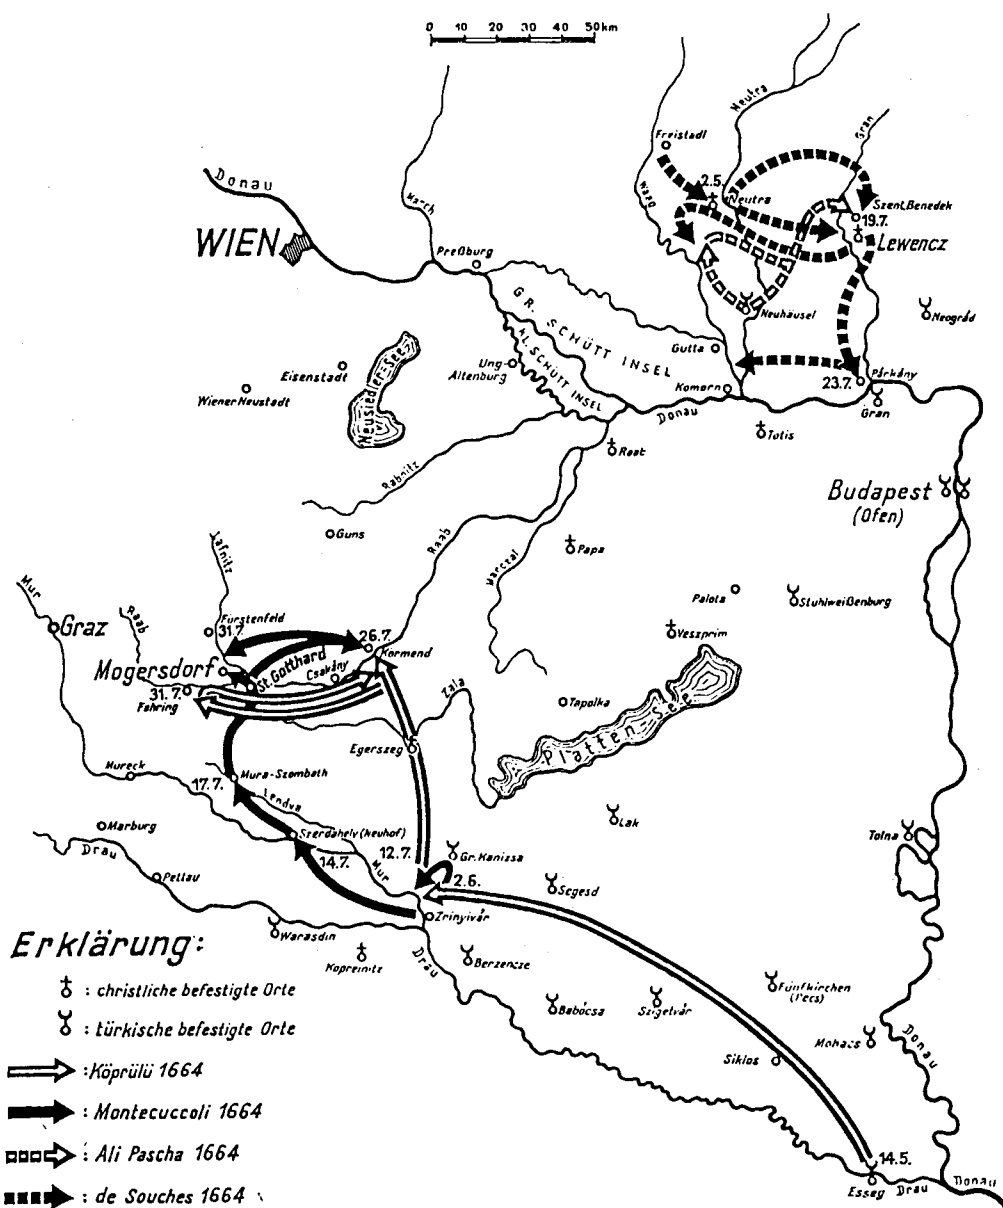 0 10 20 30 40 50km
Donau
WIEN
March
Preßburg
Freistadl
Waag
Neutra
Gran
2.5.
Neutra
Szent.Benedek
19.7.
Lewencz
Neuhäusel
Neográd
GR. SCHÜTT INSEL
KL. SCHÜTT INSEL
Gutta
Komorn
Párkány
23.7.
Gran
Donau
Totis
Eisenstadt
Wiener Neustadt
Neusiedler-See
Ung-
Altenburg
Rabnitz
Raab
Budapest
(Ofen)
Guns
Raab
Marczal
Papa
Palota
Stuhlweißenburg
Veszprim
Lafnitz
Mur
Raab
Graz
Fürstenfeld
31.7.
26.7.
Kormend
Mogersdorf
St. Gotthard
Csakány
31.7.
Fehring
Zala
Tapolka
Platten-See
Egerszeg
Mureck
17.7.
Mura-Szombath
Lendva
Marburg
Szerdahelv (Neuhof)
Drau
14.7.
Mur
12.7.
Gr. Kanizsa
2.6.
Lak
Tolna
Pettau
Segesd
Zrinyivár
Warasdin
Kopreinitz
Drau
Berzencze
Babócsa
Szigetvár
Fünfkirchen
(Pecs)
Siklos
Mohacs
Donau
14.5.
Esseg
Drau
Donau
Erklärung:
: christliche befestigte Orte
: türkische befestigte Orte
: Köprülü 1664
: Montecuccoli 1664
: Ali Pascha 1664
: de Souches 1664